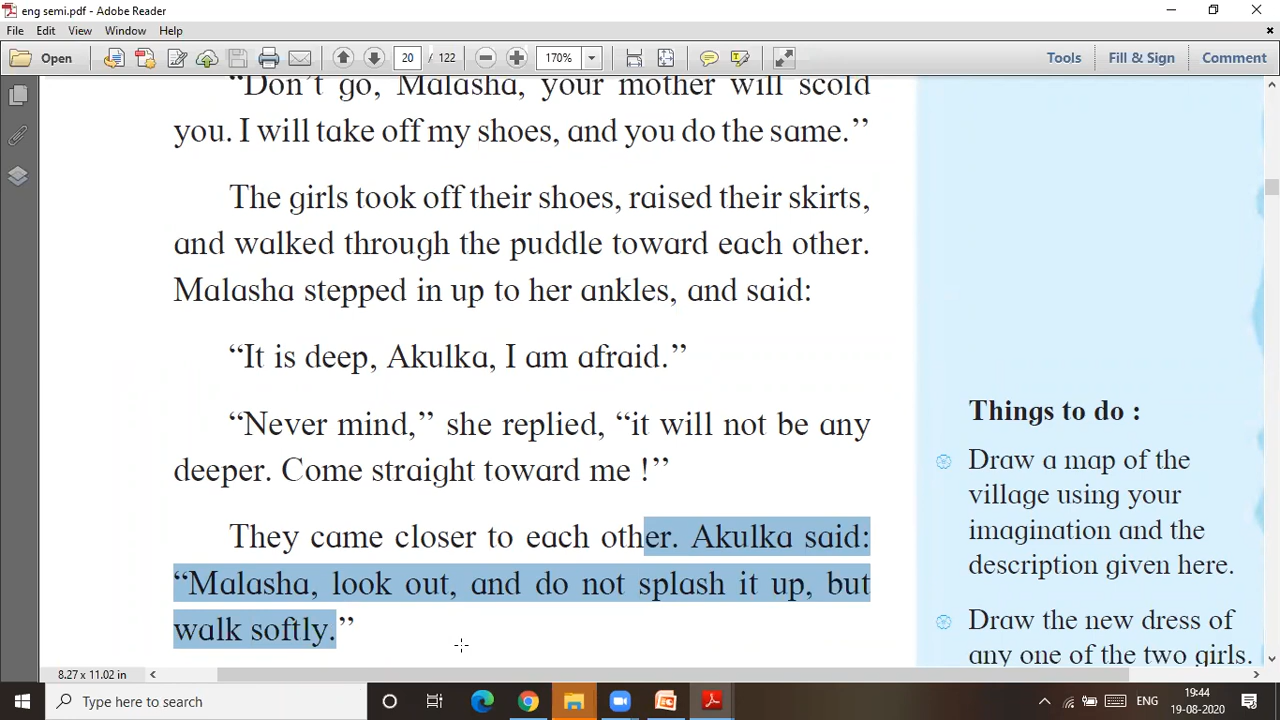 eng semi.pdf - Adobe Reader
File Edit View Window Help
Open 20 / 122 170% Tools Fill & Sign Comment
“Don’t go, Malasha, your mother will scold
you. I will take off my shoes, and you do the same.’’
The girls took off their shoes, raised their skirts,
and walked through the puddle toward each other.
Malasha stepped in up to her ankles, and said:
“It is deep, Akulka, I am afraid.’’
“Never mind,’’ she replied, “it will not be any
deeper. Come straight toward me !’’
They came closer to each other. Akulka said:
“Malasha, look out, and do not splash it up, but
walk softly.’’
Things to do :
Draw a map of the
village using your
imagination and the
description given here.
Draw the new dress of
any one of the two girls.
8.27 x 11.02 in
Type here to search
ENG
19:44
19-08-2020